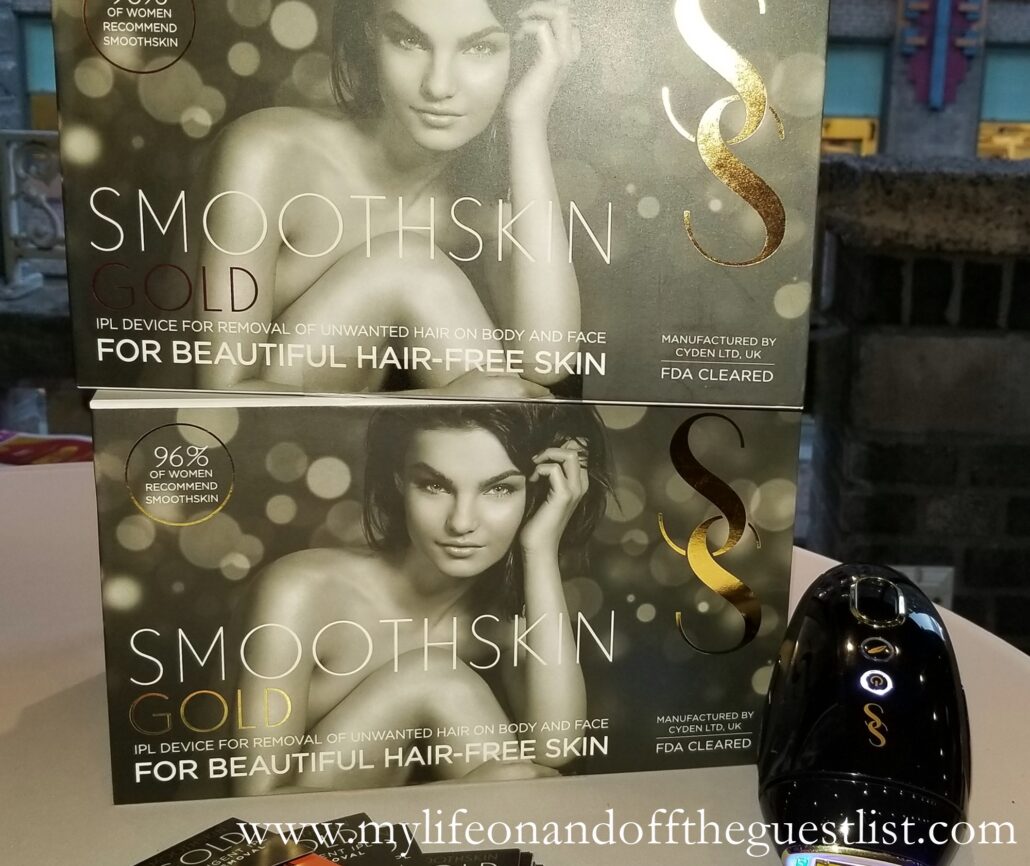 OF WOMEN
RECOMMEND
SMOOTHSKIN
SMOOTHSKIN
GOLD
IPL DEVICE FOR REMOVAL OF UNWANTED HAIR ON BODY AND FACE
FOR BEAUTIFUL HAIR-FREE SKIN
MANUFACTURED BY
CYDEN LTD, UK
FDA CLEARED
96%
OF WOMEN
RECOMMEND
SMOOTHSKIN
SMOOTHSKIN
GOLD
IPL DEVICE FOR REMOVAL OF UNWANTED HAIR ON BODY AND FACE
FOR BEAUTIFUL HAIR-FREE SKIN
MANUFACTURED BY
CYDEN LTD, UK
FDA CLEARED
www.mylifeonandofftheguestlist.com